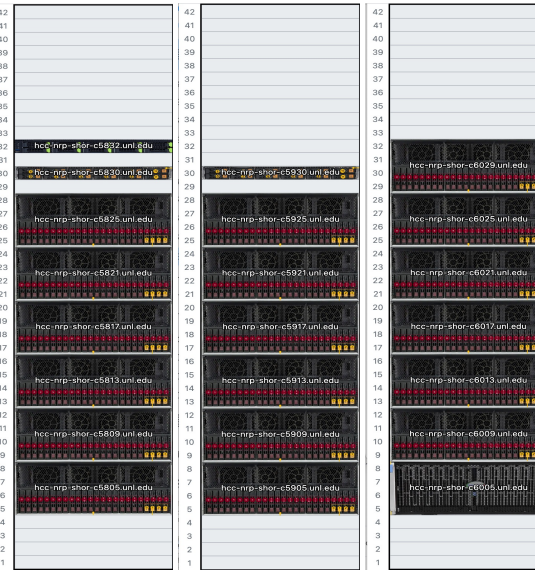 42 42 42
41 41 41
40 40 40
39 39 39
38 38 38
37 37 37
36 36 36
35 35 35
34 34 34
33 33 33
32 hcc-nrp-shor-c5832.unl.edu 32 32
31 31 31 hcc-nrp-shor-c6029.unl.edu
30 hcc-nrp-shor-c5830.unl.edu 30 hcc-nrp-shor-c5930.unl.edu 30
29 29 29
28 28 28
27 hcc-nrp-shor-c5825.unl.edu 27 hcc-nrp-shor-c5925.unl.edu 27 hcc-nrp-shor-c6025.unl.edu
26 26 26
25 25 25
24 24 24
23 hcc-nrp-shor-c5821.unl.edu 23 hcc-nrp-shor-c5921.unl.edu 23 hcc-nrp-shor-c6021.unl.edu
22 22 22
21 21 21
20 20 20
19 hcc-nrp-shor-c5817.unl.edu 19 hcc-nrp-shor-c5917.unl.edu 19 hcc-nrp-shor-c6017.unl.edu
18 18 18
17 17 17
16 16 16
15 hcc-nrp-shor-c5813.unl.edu 15 hcc-nrp-shor-c5913.unl.edu 15 hcc-nrp-shor-c6013.unl.edu
14 14 14
13 13 13
12 12 12
11 hcc-nrp-shor-c5809.unl.edu 11 hcc-nrp-shor-c5909.unl.edu 11 hcc-nrp-shor-c6009.unl.edu
10 10 10
9 9 9
8 8 8
7 hcc-nrp-shor-c5805.unl.edu 7 hcc-nrp-shor-c5905.unl.edu 7 hcc-nrp-shor-c6005.unl.edu
6 6 6
5 5 5
4 4 4
3 3 3
2 2 2
1 1 1